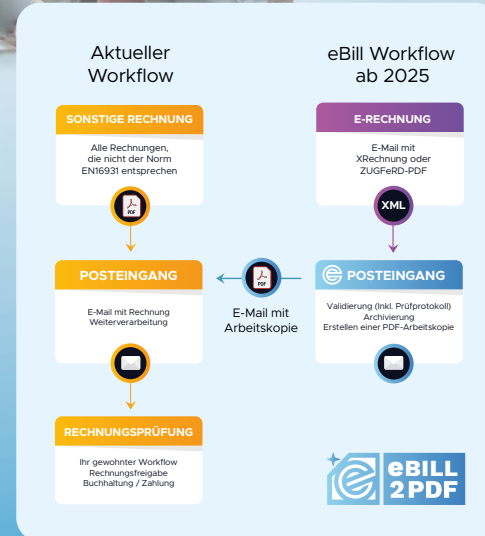 Aktueller
Workflow
SONSTIGE RECHNUNG
Alle Rechnungen,
die nicht der Norm
EN16931 entsprechen
PDF
POSTEINGANG
E-Mail mit Rechnung
Weiterverarbeitung
RECHNUNGSPRÜFUNG
Ihr gewohnter Workflow
Rechnungsfreigabe
Buchhaltung / Zahlung
PDF
E-Mail mit
Arbeitskopie
eBill Workflow
ab 2025
E-RECHNUNG
E-Mail mit
XRechnung oder
ZUGFeRD-PDF
XML
POSTEINGANG
Validierung (Inkl. Prüfprotokoll)
Archivierung
Erstellen einer PDF-Arbeitskopie
eBILL
2PDF